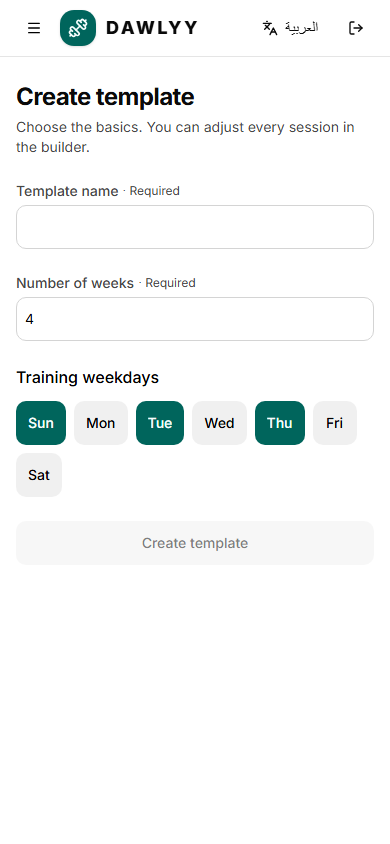 DAWLYY
العربية
Create template
Choose the basics. You can adjust every session in
the builder.
Template name · Required
Number of weeks · Required
4
Training weekdays
Sun Mon Tue Wed Thu Fri
Sat
Create template